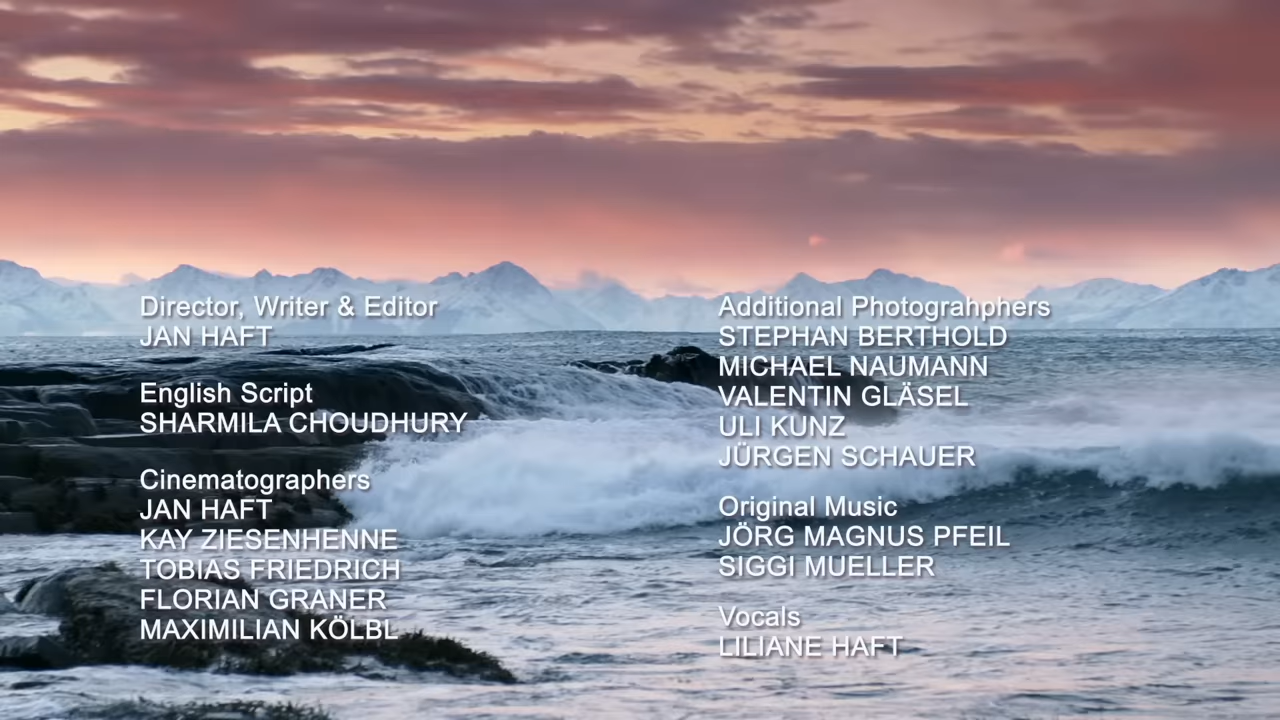 Director, Writer & Editor
JAN HAFT
English Script
SHARMILA CHOUDHURY
Cinematographers
JAN HAFT
KAY ZIESENHENNE
TOBIAS FRIEDRICH
FLORIAN GRANER
MAXIMILIAN KÖLBL
Additional Photograhphers
STEPHAN BERTHOLD
MICHAEL NAUMANN
VALENTIN GLÄSEL
ULI KUNZ
JÜRGEN SCHAUER
Original Music
JÖRG MAGNUS PFEIL
SIGGI MUELLER
Vocals
LILIANE HAFT